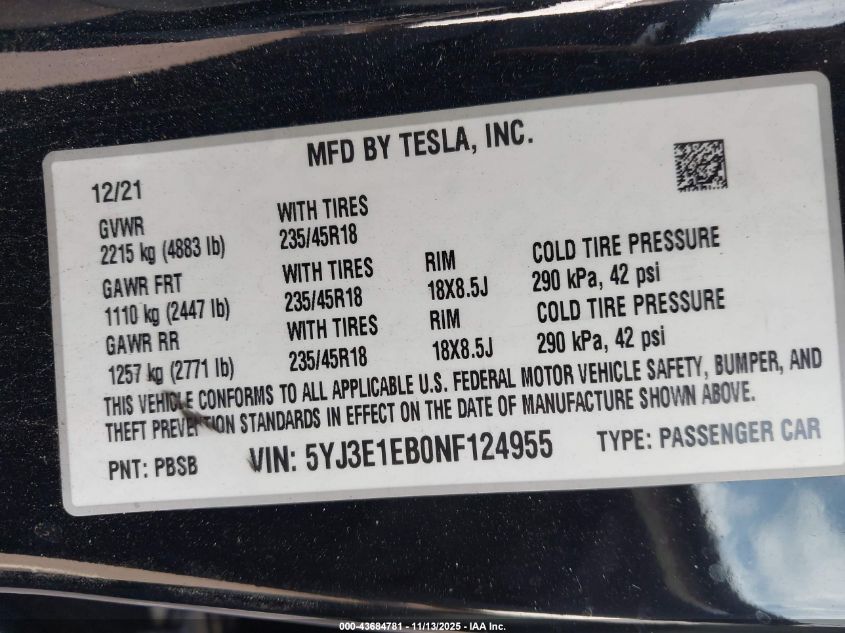 MFD BY TESLA, INC.
12/21
GVWR
2215 kg (4883 lb)
WITH TIRES
235/45R18
GAWR FRT
1110 kg (2447 lb)
WITH TIRES
235/45R18
RIM
18X8.5J
COLD TIRE PRESSURE
290 kPa, 42 psi
GAWR RR
1257 kg (2771 lb)
WITH TIRES
235/45R18
RIM
18X8.5J
COLD TIRE PRESSURE
290 kPa, 42 psi
THIS VEHICLE CONFORMS TO ALL APPLICABLE U.S. FEDERAL MOTOR VEHICLE SAFETY, BUMPER, AND
THEFT PREVENTION STANDARDS IN EFFECT ON THE DATE OF MANUFACTURE SHOWN ABOVE.
PNT: PBSB
VIN: 5YJ3E1EB0NF124955
TYPE: PASSENGER CAR
000-43684781 - 11/13/2025 - IAA Inc.